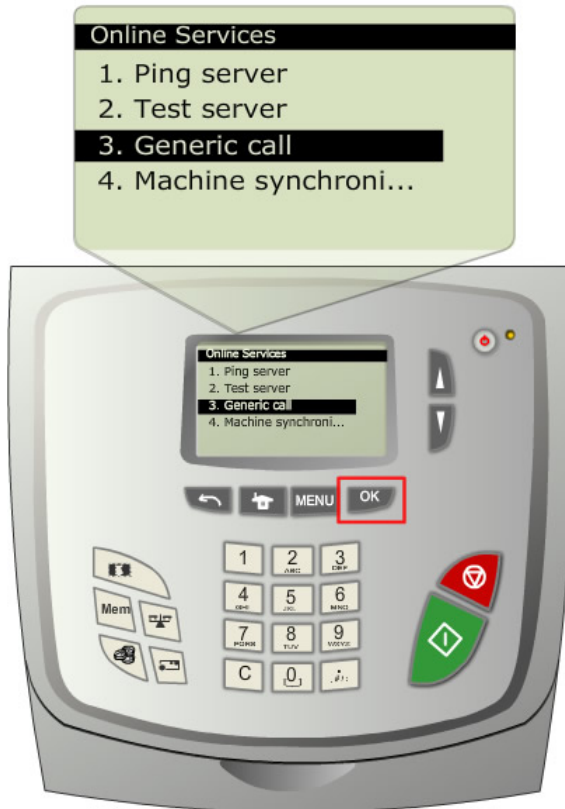 Online Services
1. Ping server
2. Test server
3. Generic call
4. Machine synchroni...
Online Services
1. Ping server
2. Test server
3. Generic call
4. Machine synchroni...
MENU OK
1 2 3
ABC DEF
Mem
4 5 6
GHI JKL MNO
7 8 9
PQRS TUV WXYZ
C 0